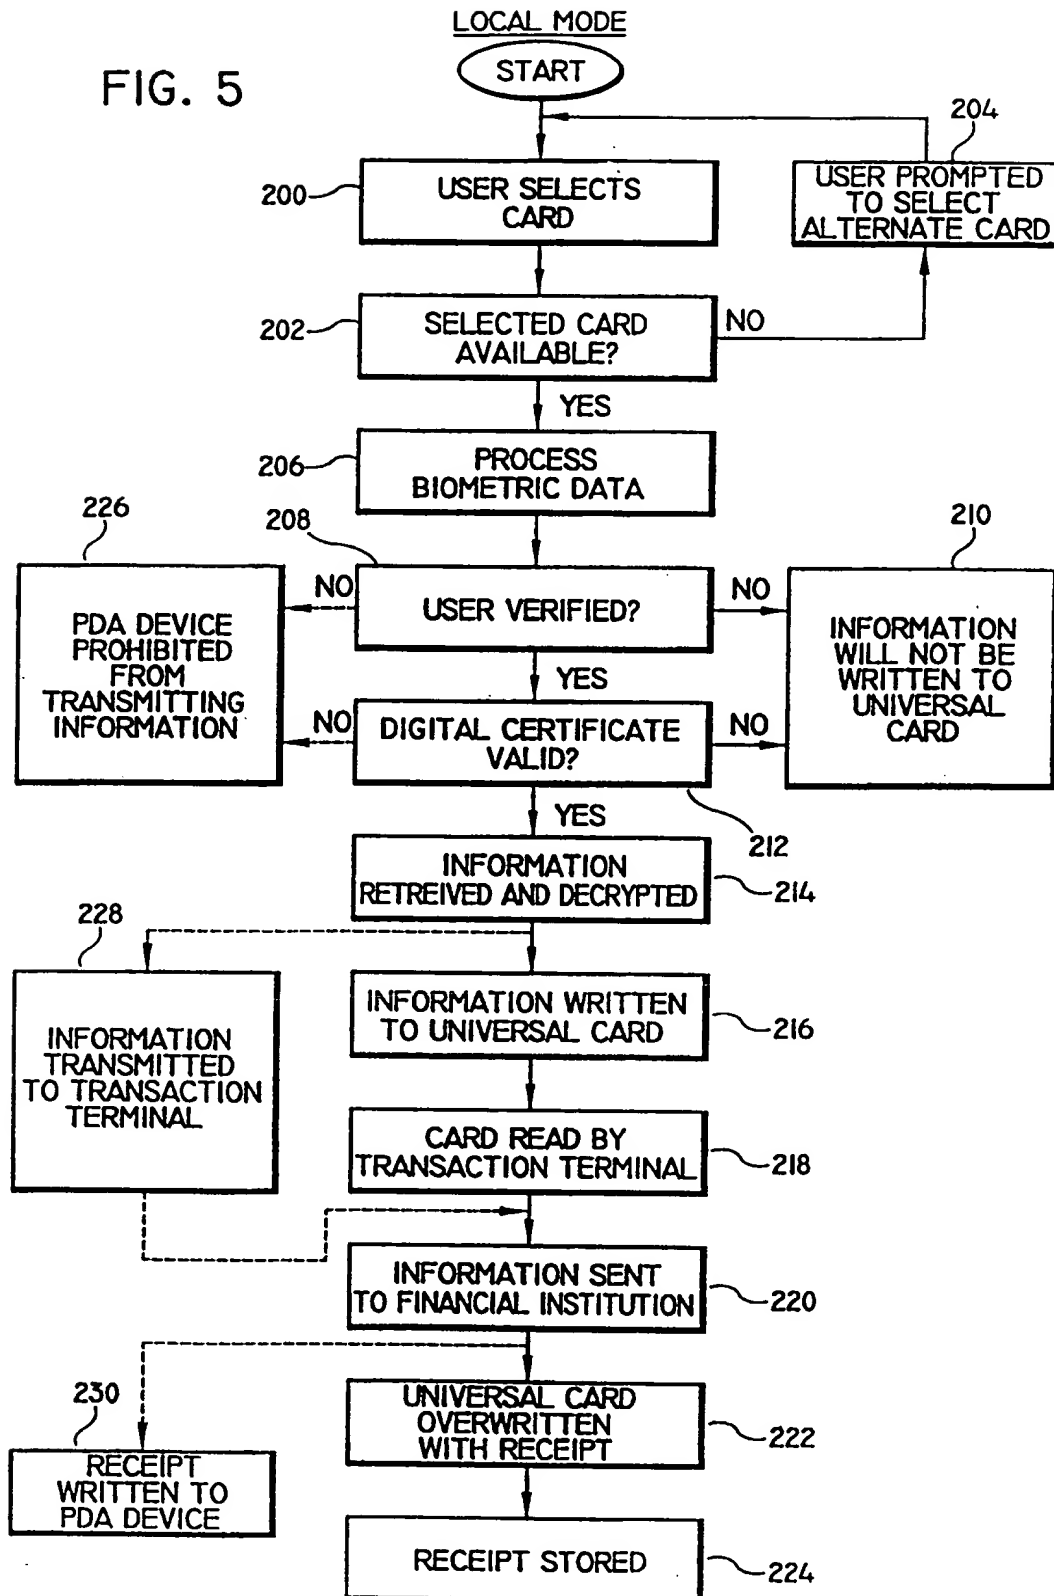 LOCAL MODE
FIG. 5
START
204
200
USER SELECTS
CARD
USER PROMPTED
TO SELECT
ALTERNATE CARD
202
SELECTED CARD
AVAILABLE?
NO
YES
206
PROCESS
BIOMETRIC DATA
226
208
210
PDA DEVICE
PROHIBITED
FROM
TRANSMITTING
INFORMATION
NO
USER VERIFIED?
NO
INFORMATION
WILL NOT BE
WRITTEN TO
UNIVERSAL
CARD
YES
NO
DIGITAL CERTIFICATE
VALID?
NO
212
YES
INFORMATION
RETREIVED AND DECRYPTED
214
228
INFORMATION
TRANSMITTED
TO TRANSACTION
TERMINAL
INFORMATION WRITTEN
TO UNIVERSAL CARD
216
CARD READ BY
TRANSACTION TERMINAL
218
INFORMATION SENT
TO FINANCIAL INSTITUTION
220
230
RECEIPT
WRITTEN TO
PDA DEVICE
UNIVERSAL CARD
OVERWRITTEN
WITH RECEIPT
222
RECEIPT STORED
224